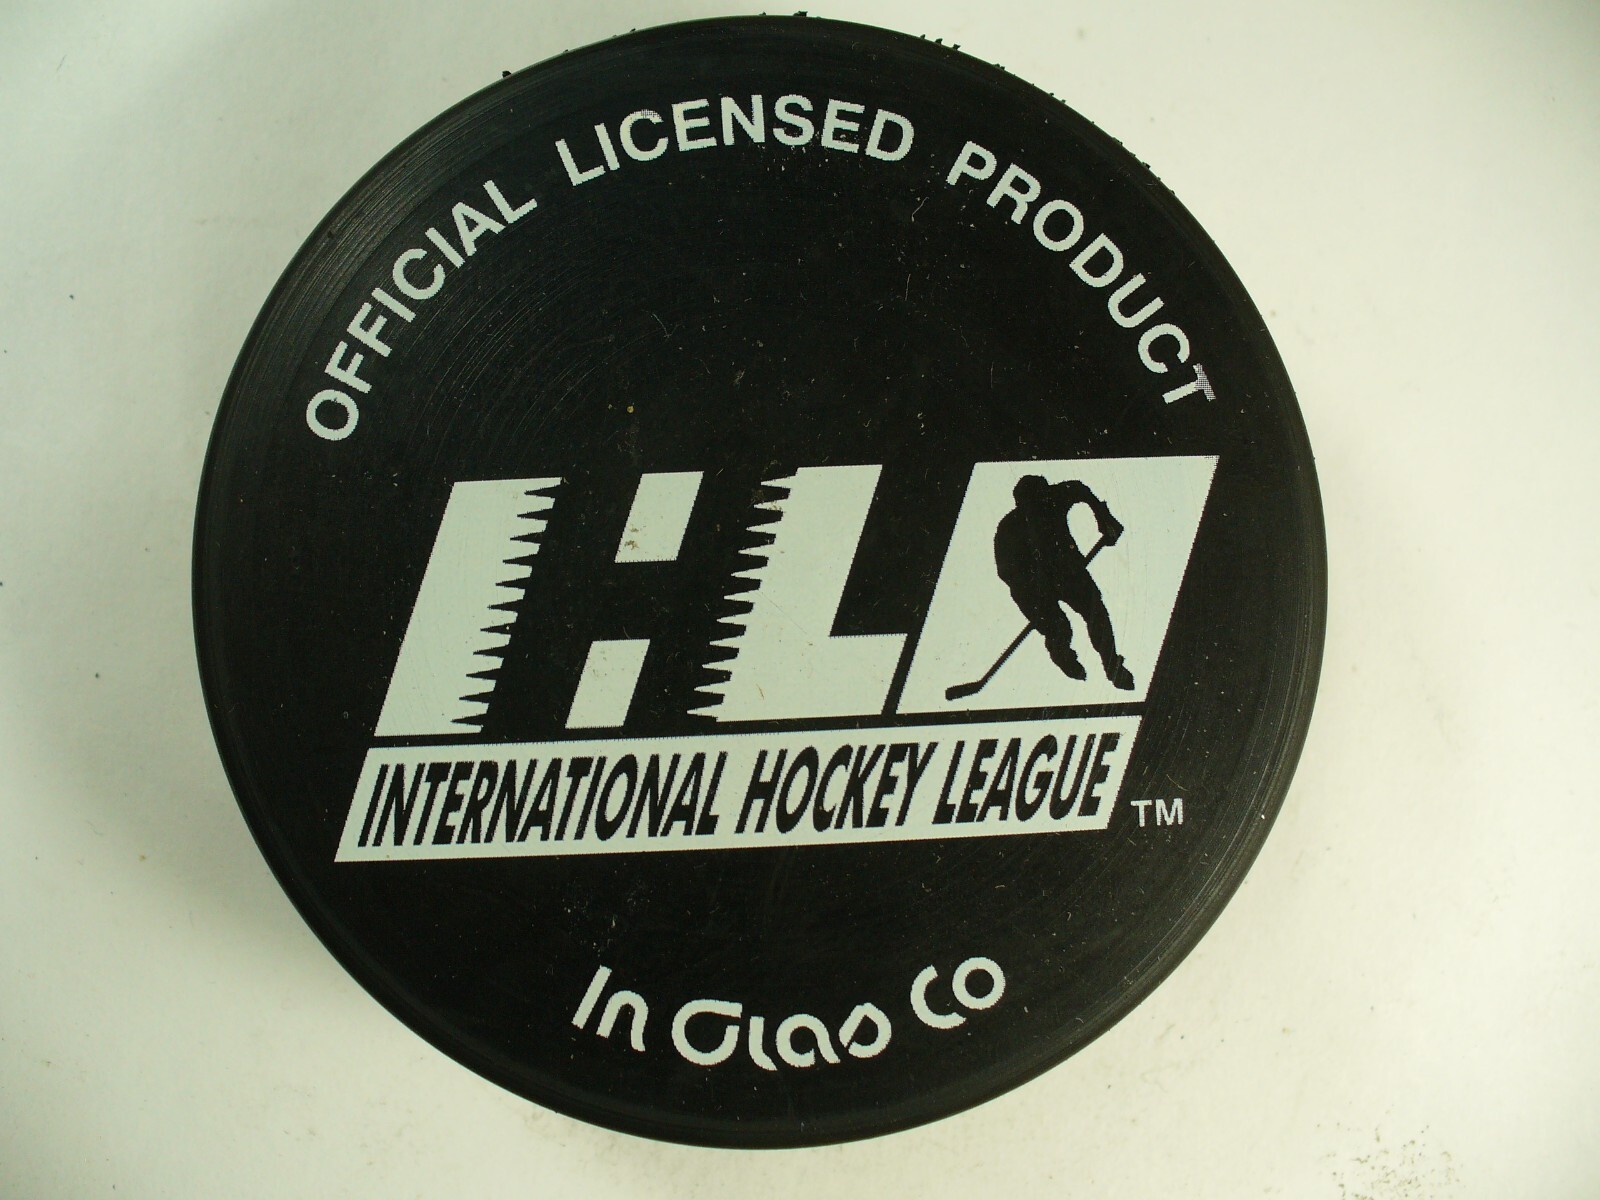 OFFICIAL LICENSED PRODUCT
IHL
INTERNATIONAL HOCKEY LEAGUE
TM
In Glas Co